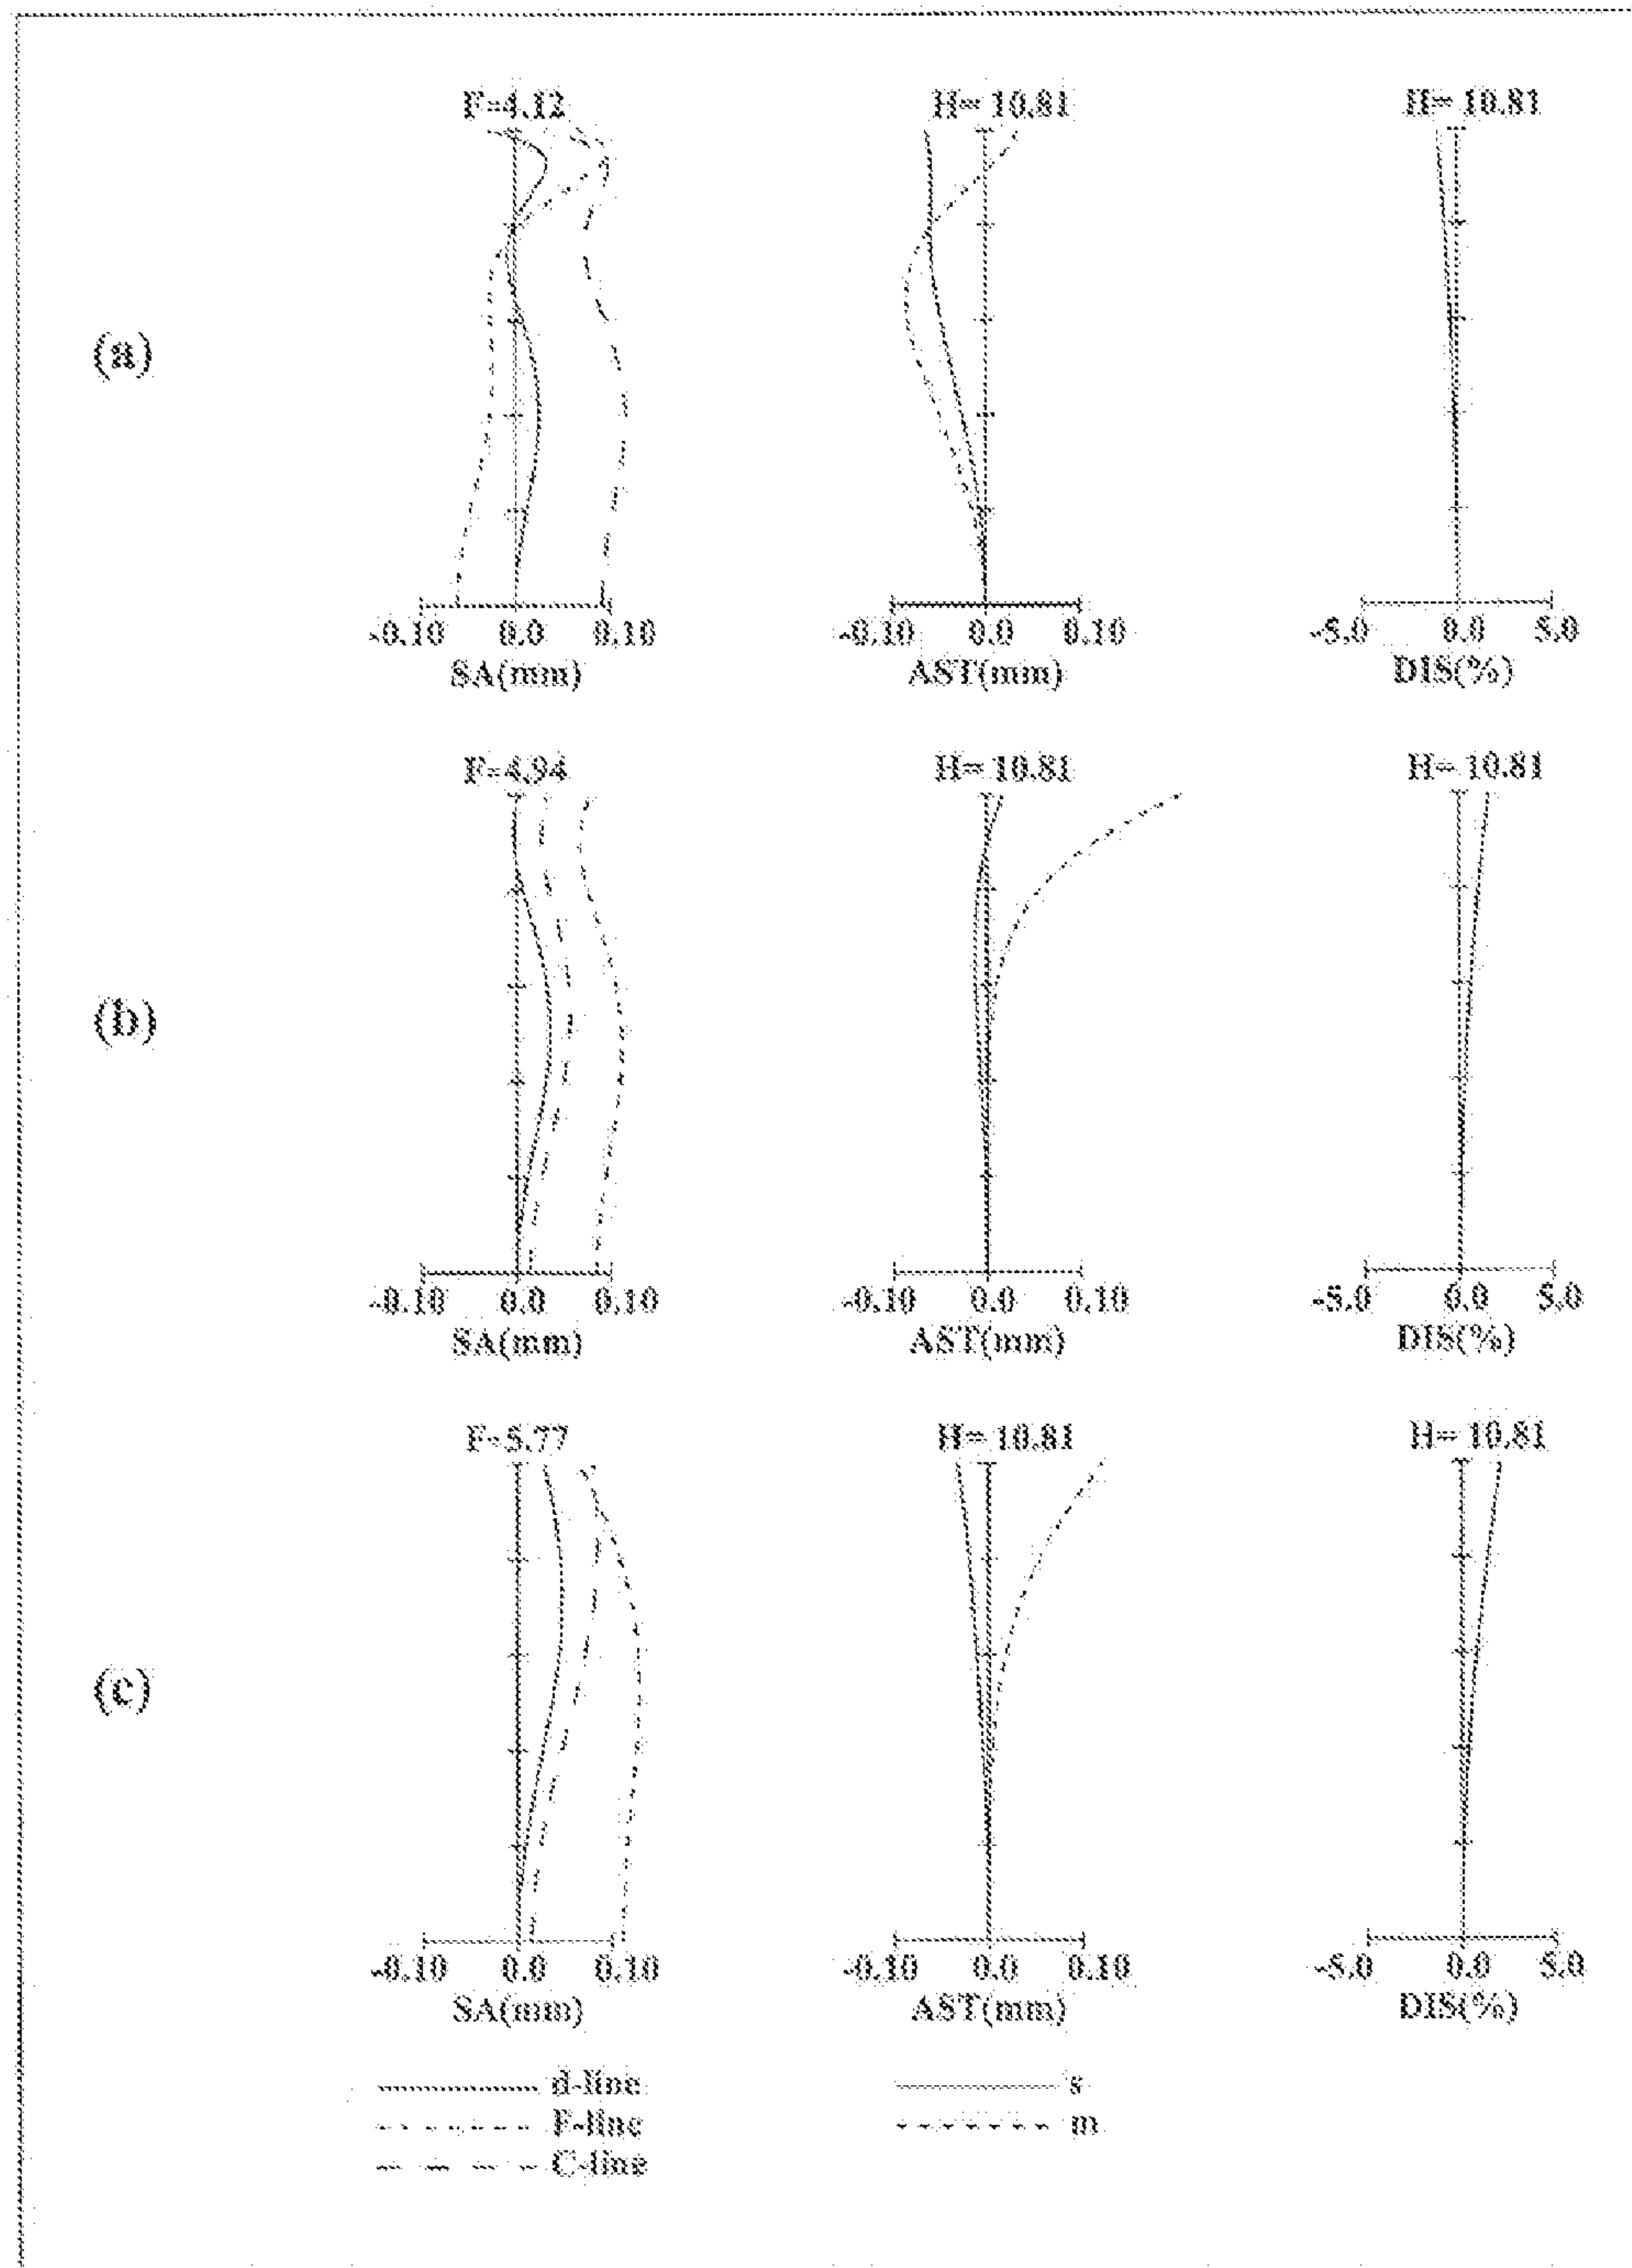 F=4.12 H= 10.81 H= 10.81
(a)
-0.10 0.0 0.10 -0.10 0.0 0.10 -5.0 0.0 5.0
SA(mm) AST(mm) DIS(%)
F=4.94 H= 10.81 H= 10.81
(b)
-0.10 0.0 0.10 -0.10 0.0 0.10 -5.0 0.0 5.0
SA(mm) AST(mm) DIS(%)
F=5.77 H= 10.81 H= 10.81
(c)
-0.10 0.0 0.10 -0.10 0.0 0.10 -5.0 0.0 5.0
SA(mm) AST(mm) DIS(%)
d-line s
F-line m
C-line